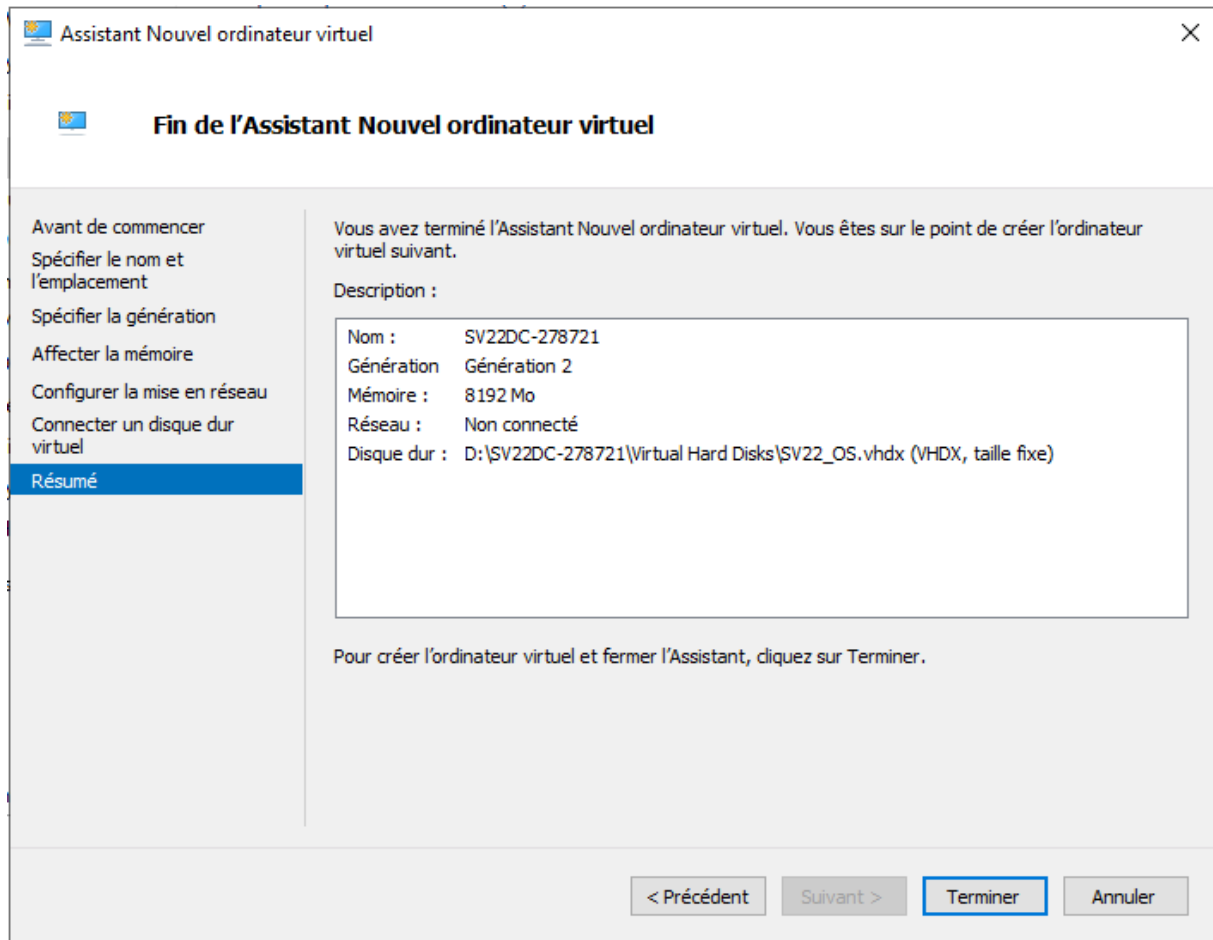 Assistant Nouvel ordinateur virtuel
Fin de l’Assistant Nouvel ordinateur virtuel
Avant de commencer
Spécifier le nom et
l’emplacement
Spécifier la génération
Affecter la mémoire
Configurer la mise en réseau
Connecter un disque dur
virtuel
Résumé
Vous avez terminé l’Assistant Nouvel ordinateur virtuel. Vous êtes sur le point de créer l’ordinateur
virtuel suivant.
Description :
Nom : SV22DC-278721
Génération Génération 2
Mémoire : 8192 Mo
Réseau : Non connecté
Disque dur : D:\SV22DC-278721\Virtual Hard Disks\SV22_OS.vhdx (VHDX, taille fixe)
Pour créer l’ordinateur virtuel et fermer l’Assistant, cliquez sur Terminer.
< Précédent
Suivant >
Terminer
Annuler